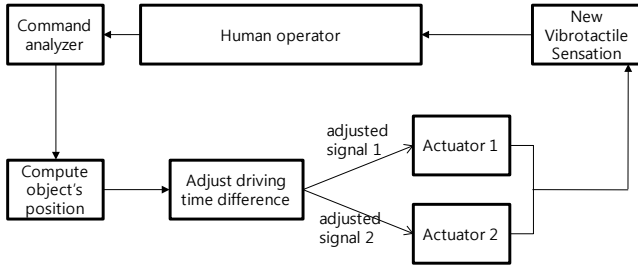 Command
analyzer
Human operator
New
Vibrotactile
Sensation
Compute
object's
position
Adjust driving
time difference
adjusted
signal 1
adjusted
signal 2
Actuator 1
Actuator 2